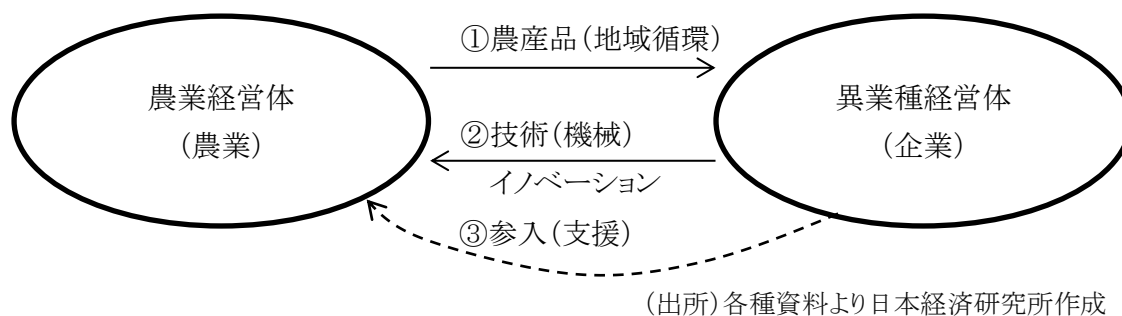 ①農産品(地域循環)
農業経営体
(農業)
異業種経営体
(企業)
②技術(機械)
イノベーション
③参入(支援)
(出所)各種資料より日本経済研究所作成